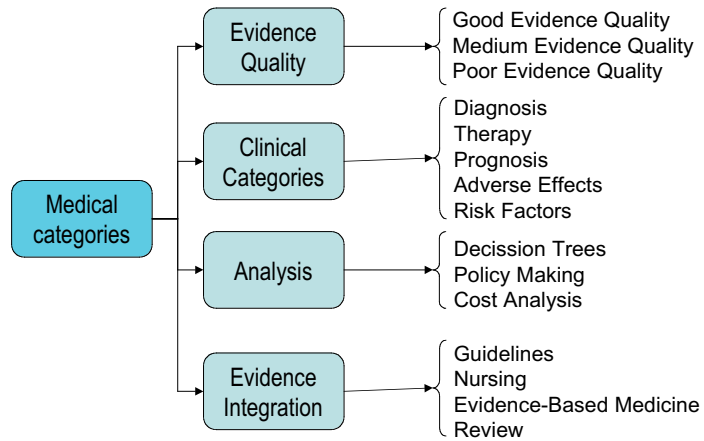 Medical
categories
Evidence
Quality
Good Evidence Quality
Medium Evidence Quality
Poor Evidence Quality
Clinical
Categories
Diagnosis
Therapy
Prognosis
Adverse Effects
Risk Factors
Analysis
Decission Trees
Policy Making
Cost Analysis
Evidence
Integration
Guidelines
Nursing
Evidence-Based Medicine
Review